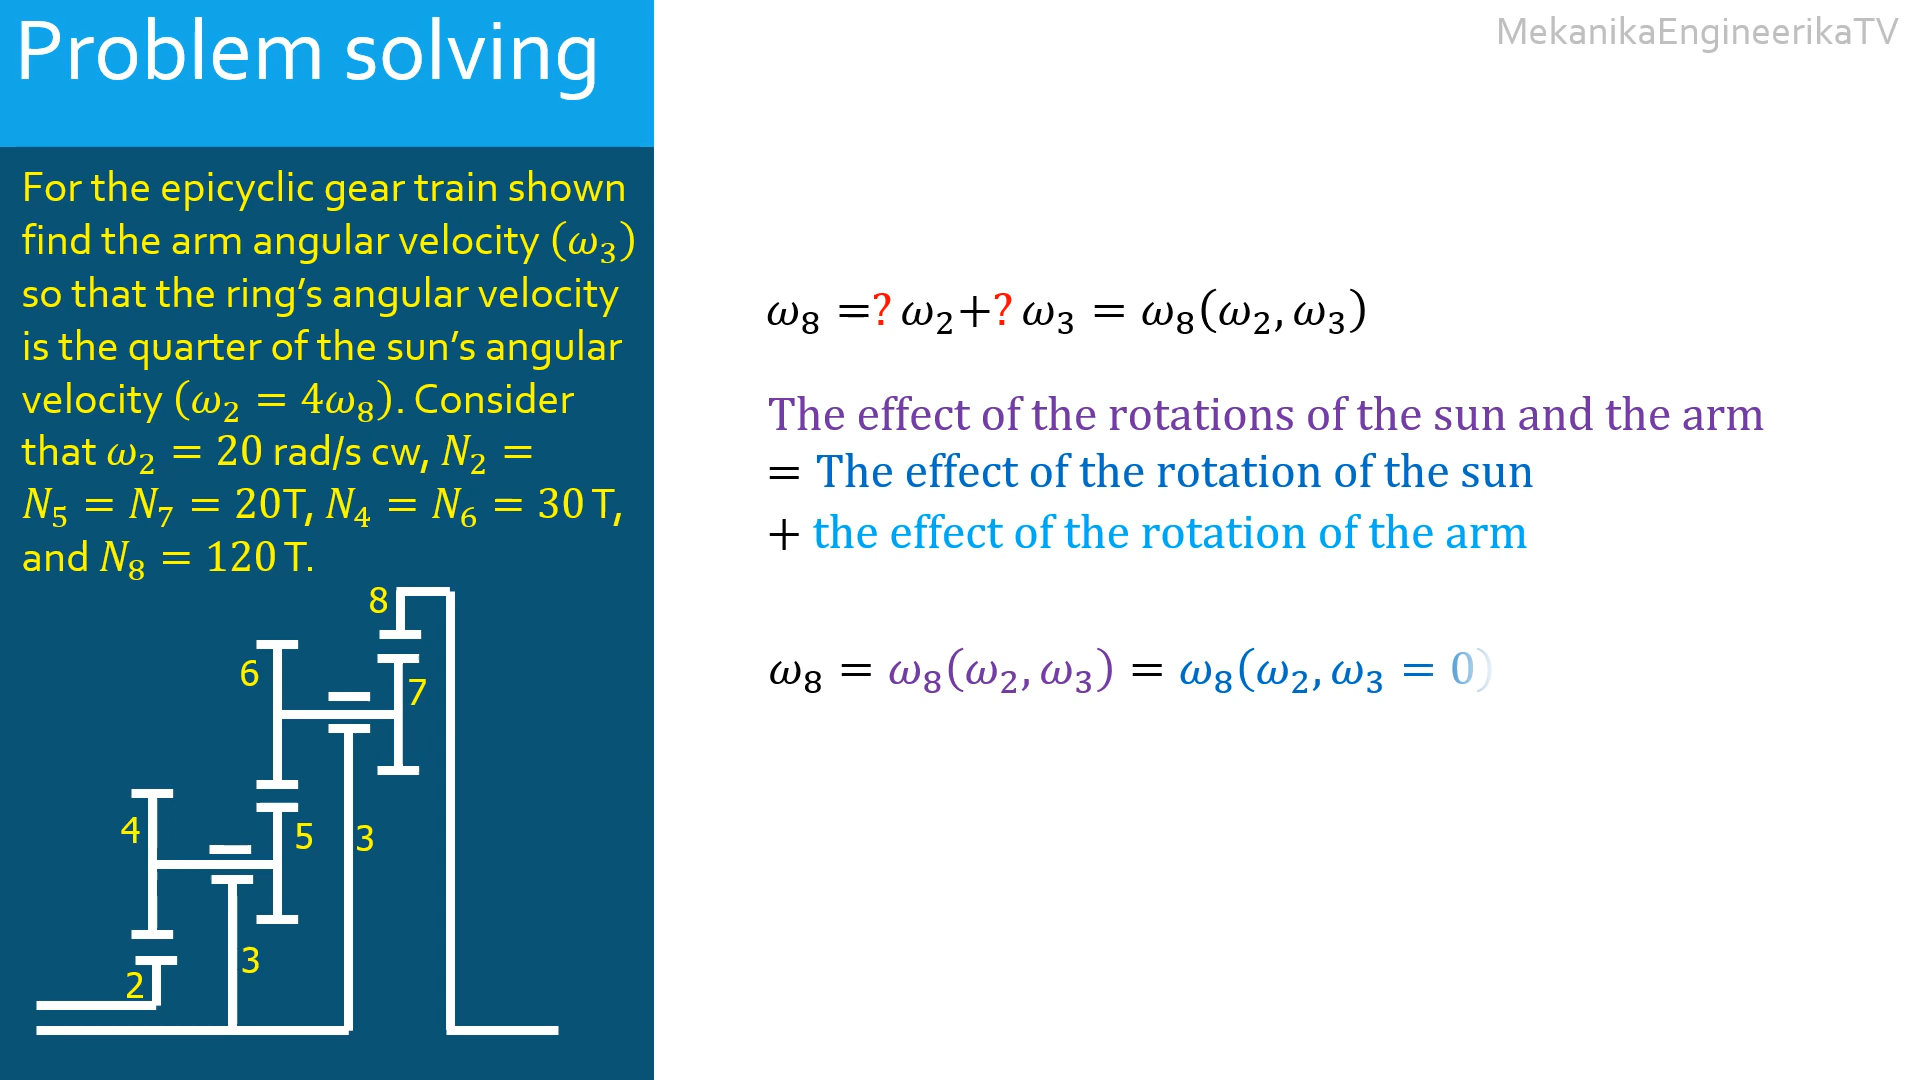 Problem solving
MekanikaEngineerikaTV
For the epicyclic gear train shown
find the arm angular velocity (ω₃)
so that the ring’s angular velocity
is the quarter of the sun’s angular
velocity (ω₂ = 4ω₈). Consider
that ω₂ = 20 rad/s cw, N₂ =
N₅ = N₇ = 20T, N₄ = N₆ = 30 T,
and N₈ = 120 T.
8
6
7
4
5
3
3
2
ω₈ =? ω₂+? ω₃ = ω₈(ω₂, ω₃)
The effect of the rotations of the sun and the arm
= The effect of the rotation of the sun
+ the effect of the rotation of the arm
ω₈ = ω₈(ω₂, ω₃) = ω₈(ω₂, ω₃ = 0)